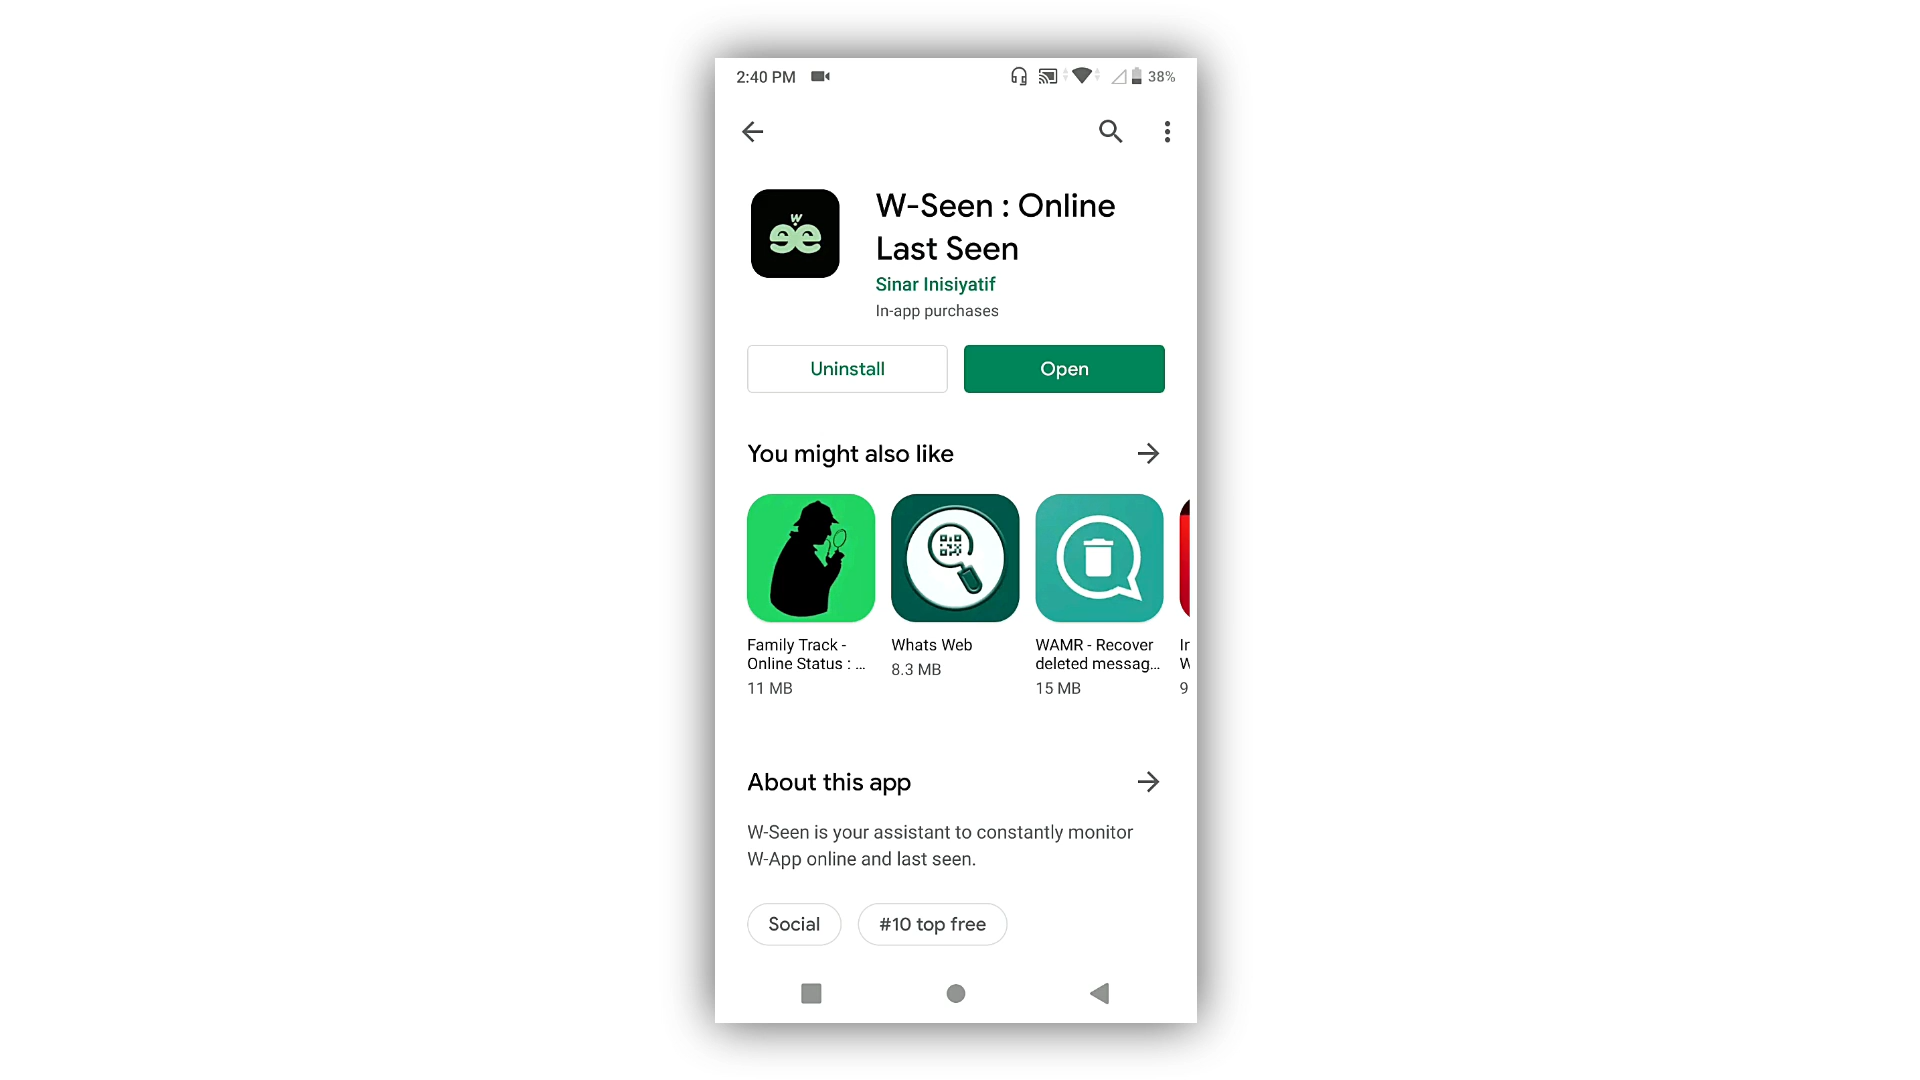 2:40 PM
38%
W-Seen : Online
Last Seen
Sinar Inisiyatif
In-app purchases
Uninstall
Open
You might also like
Family Track -
Online Status : ...
11 MB
Whats Web
8.3 MB
WAMR - Recover
deleted messag...
15 MB
9
About this app
W-Seen is your assistant to constantly monitor
W-App online and last seen.
Social
#10 top free